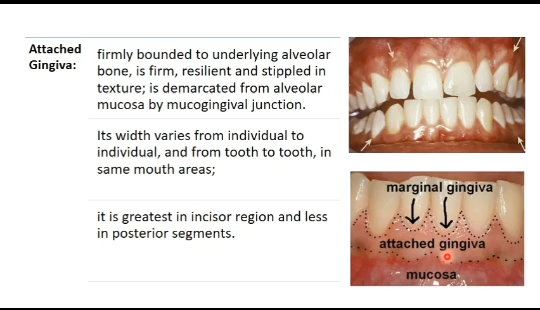 Attached
Gingiva:
firmly bounded to underlying alveolar
bone, is firm, resilient and stippled in
texture; is demarcated from alveolar
mucosa by mucogingival junction.
Its width varies from individual to
individual, and from tooth to tooth, in
same mouth areas;
it is greatest in incisor region and less
in posterior segments.
marginal gingiva
attached gingiva
mucosa